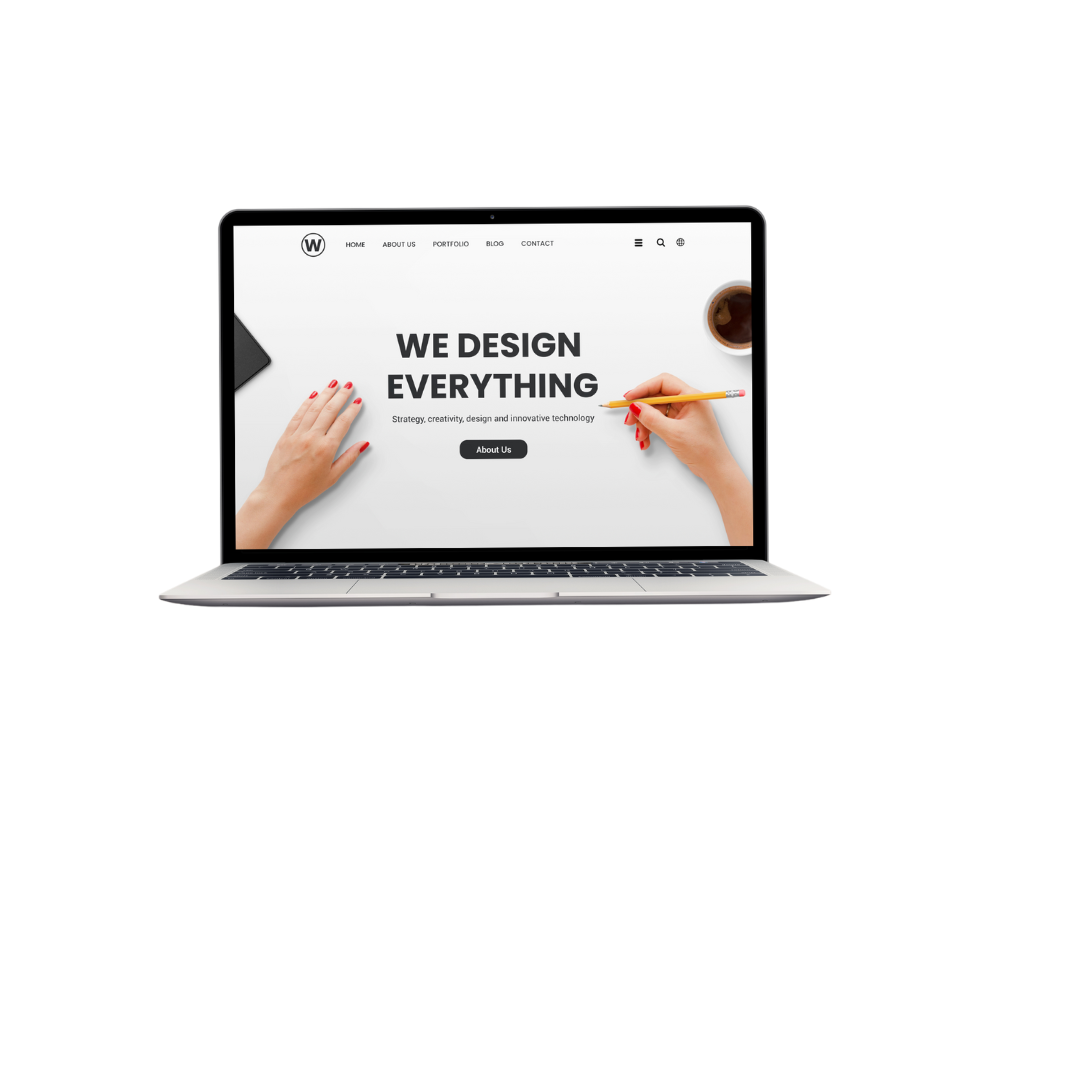 W HOME ABOUT US PORTFOLIO BLOG CONTACT
WE DESIGN
EVERYTHING
Strategy, creativity, design and innovative technology
About Us